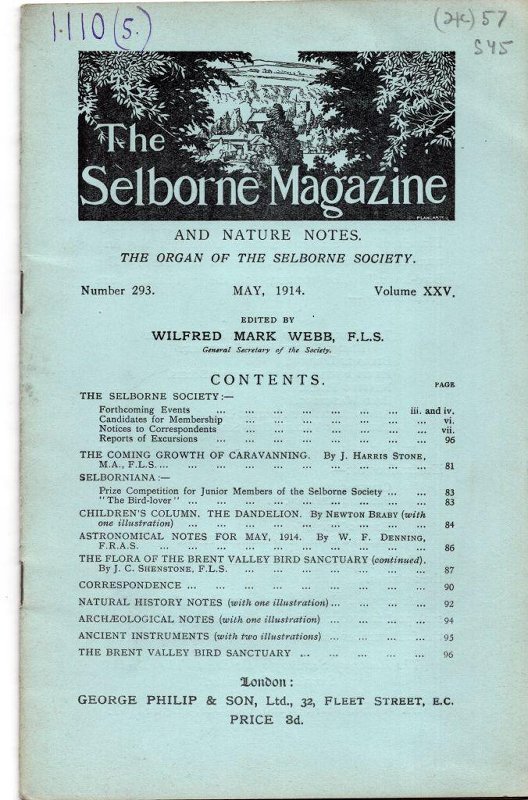 1·110(5.)
(2K) 57
S45
The
Selborne Magazine
AND NATURE NOTES.
THE ORGAN OF THE SELBORNE SOCIETY.
Number 293. MAY, 1914. Volume XXV.
EDITED BY
WILFRED MARK WEBB, F.L.S.
General Secretary of the Society.
CONTENTS.
PAGE
THE SELBORNE SOCIETY:—
Forthcoming Events ... ... ... ... ... ... ... iii. and iv.
Candidates for Membership ... ... ... ... ... ... vi.
Notices to Correspondents ... ... ... ... ... ... vii.
Reports of Excursions ... ... ... ... ... ... ... 96
THE COMING GROWTH OF CARAVANNING. By J. HARRIS STONE,
M.A., F.L.S. ... ... ... ... ... ... ... ... ... 81
SELBORNIANA:—
Prize Competition for Junior Members of the Selborne Society ... ... 83
"The Bird-lover" ... ... ... ... ... ... ... ... 83
CHILDREN'S COLUMN. THE DANDELION. By NEWTON BRABY (with
one illustration) ... ... ... ... ... ... ... ... 84
ASTRONOMICAL NOTES FOR MAY, 1914. By W. F. DENNING,
F.R.A.S. ... ... ... ... ... ... ... ... ... 86
THE FLORA OF THE BRENT VALLEY BIRD SANCTUARY (continued).
By J. C. SHENSTONE, F.L.S. ... ... ... ... ... ... 87
CORRESPONDENCE ... ... ... ... ... ... ... ... 90
NATURAL HISTORY NOTES (with one illustration) ... ... ... ... 92
ARCHÆOLOGICAL NOTES (with one illustration) ... ... ... ... 94
ANCIENT INSTRUMENTS (with two illustrations) ... ... ... ... 95
THE BRENT VALLEY BIRD SANCTUARY ... ... ... ... ... 96
London:
GEORGE PHILIP & SON, Ltd., 32, FLEET STREET, E.C.
PRICE 3d.